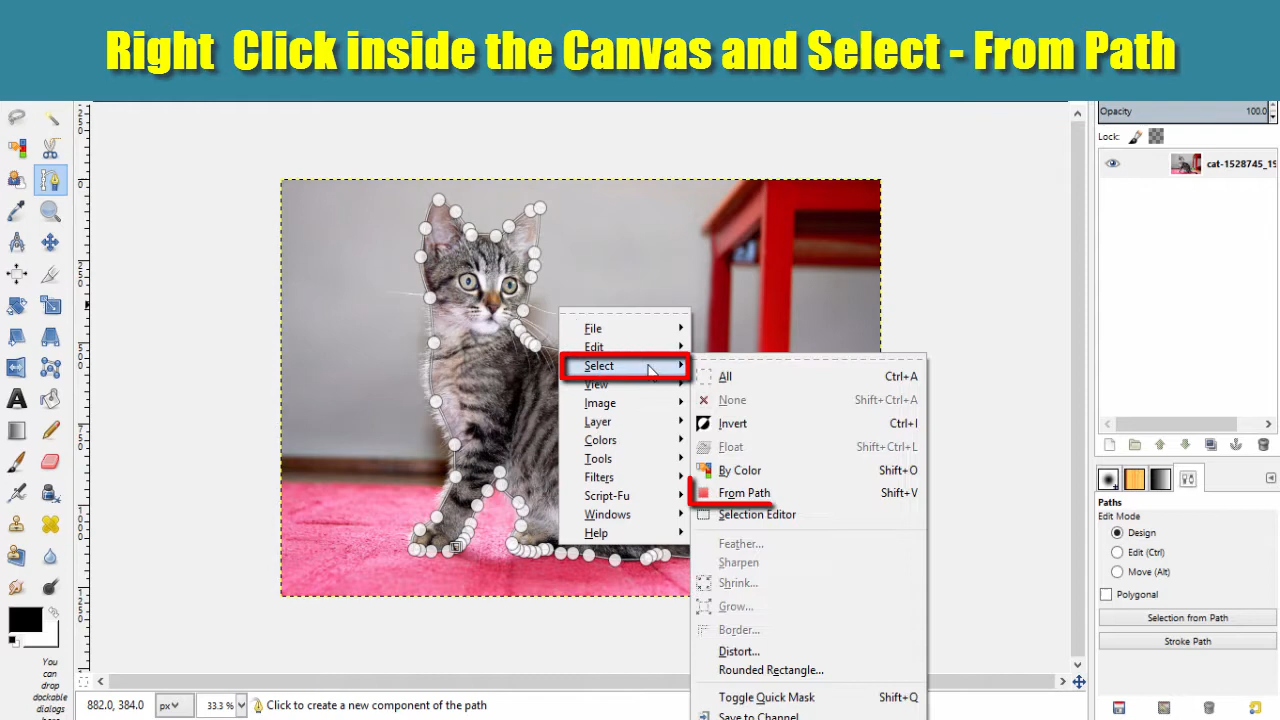 Right Click inside the Canvas and Select - From Path
Opacity 100.0
Lock:
cat-1528745_19
File
Edit
Select
View
Image
Layer
Colors
Tools
Filters
Script-Fu
Windows
Help
All Ctrl+A
None Shift+Ctrl+A
Invert Ctrl+I
Float Shift+Ctrl+L
By Color Shift+O
From Path Shift+V
Selection Editor
Feather...
Sharpen
Shrink...
Grow...
Border...
Distort...
Rounded Rectangle...
Toggle Quick Mask Shift+Q
Save to Channel
Paths
Edit Mode
Design
Edit (Ctrl)
Move (Alt)
Polygonal
Selection from Path
Stroke Path
You
can
drop
dockable
dialogs
here
882.0, 384.0 px 33.3 % Click to create a new component of the path